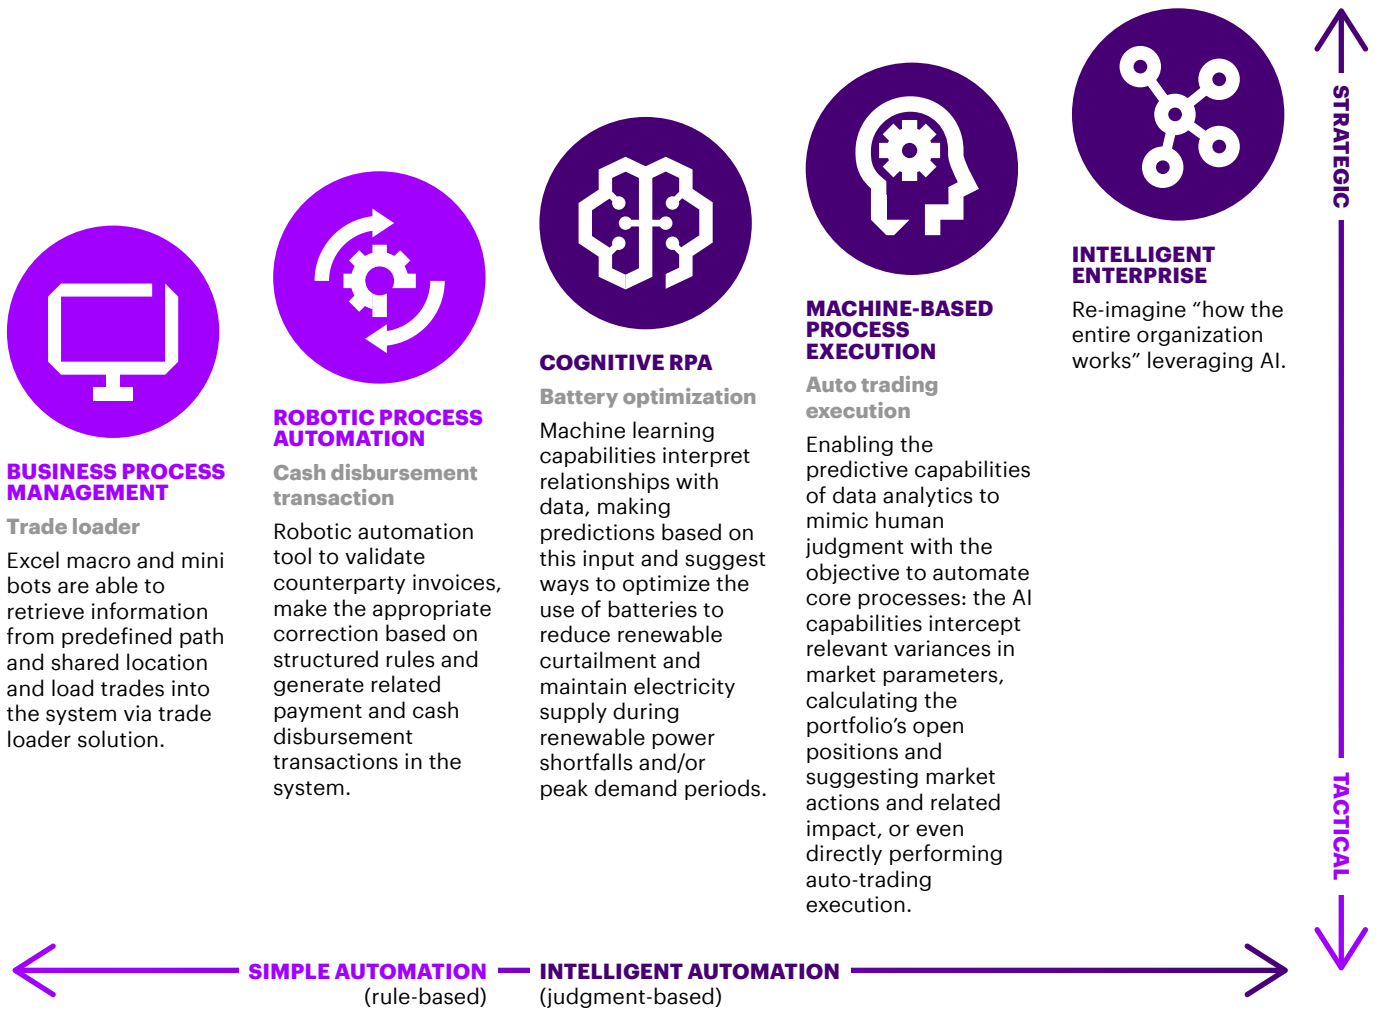 BUSINESS PROCESS
MANAGEMENT
Trade loader
Excel macro and mini
bots are able to
retrieve information
from predefined path
and shared location
and load trades into
the system via trade
loader solution.
ROBOTIC PROCESS
AUTOMATION
Cash disbursement
transaction
Robotic automation
tool to validate
counterparty invoices,
make the appropriate
correction based on
structured rules and
generate related
payment and cash
disbursement
transactions in the
system.
COGNITIVE RPA
Battery optimization
Machine learning
capabilities interpret
relationships with
data, making
predictions based on
this input and suggest
ways to optimize the
use of batteries to
reduce renewable
curtailment and
maintain electricity
supply during
renewable power
shortfalls and/or
peak demand periods.
MACHINE-BASED
PROCESS
EXECUTION
Auto trading
execution
Enabling the
predictive capabilities
of data analytics to
mimic human
judgment with the
objective to automate
core processes: the AI
capabilities intercept
relevant variances in
market parameters,
calculating the
portfolio’s open
positions and
suggesting market
actions and related
impact, or even
directly performing
auto-trading
execution.
INTELLIGENT
ENTERPRISE
Re-imagine “how the
entire organization
works” leveraging AI.
STRATEGIC
TACTICAL
SIMPLE AUTOMATION
(rule-based)
INTELLIGENT AUTOMATION
(judgment-based)